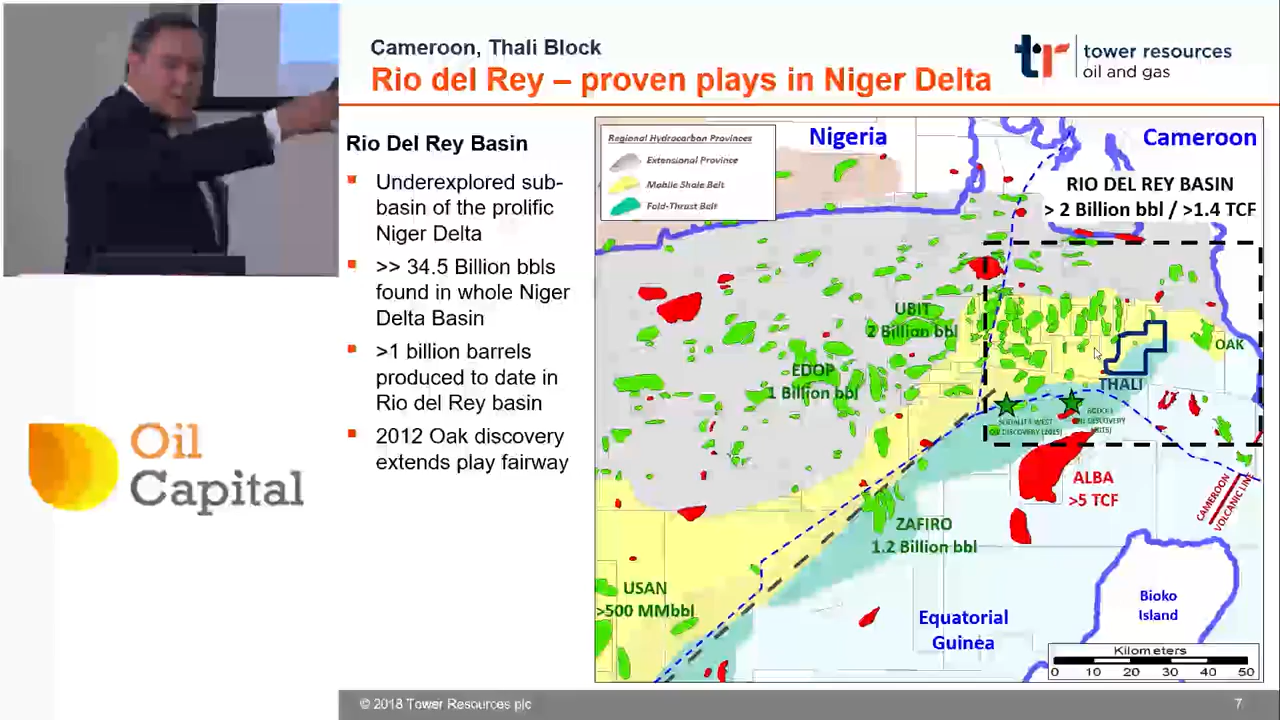 Cameroon, Thali Block
Rio del Rey – proven plays in Niger Delta
tr tower resources
oil and gas
Rio Del Rey Basin
Underexplored sub-
basin of the prolific
Niger Delta
>> 34.5 Billion bbls
found in whole Niger
Delta Basin
>1 billion barrels
produced to date in
Rio del Rey basin
2012 Oak discovery
extends play fairway
Oil
Capital
Regional Hydrocarbon Provinces
Extensional Province
Mobile Shale Belt
Fold-Thrust Belt
Nigeria
Cameroon
RIO DEL REY BASIN
> 2 Billion bbl / >1.4 TCF
UBIT
2 Billion bbl
OAK
EDOP
1 Billion bbl
THALI
OIL DISCOVERY (2015)
ALBA
>5 TCF
CAMEROON
VOLCANIC LINE
ZAFIRO
1.2 Billion bbl
USAN
>500 MMbbl
Bioko
Island
Equatorial
Guinea
Kilometers
0 10 20 30 40 50
© 2018 Tower Resources plc
7